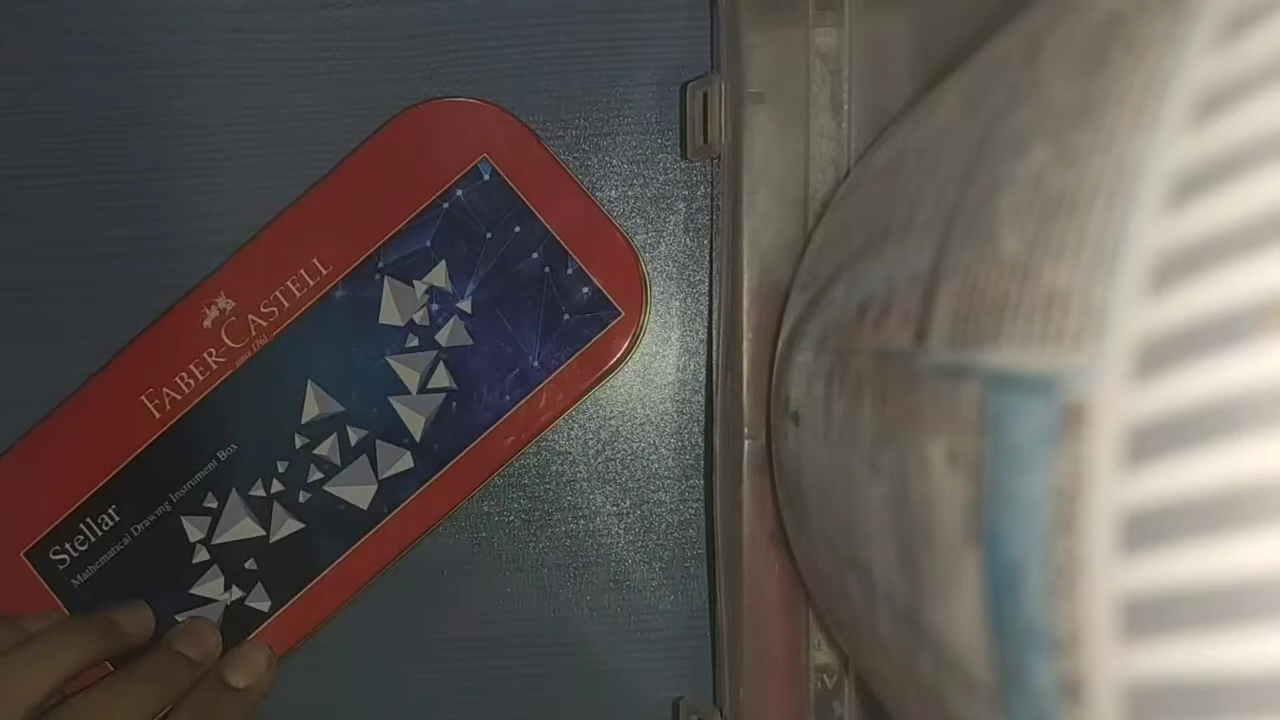 FABER-CASTELL
since 1761
Stellar
Mathematical Drawing Instrument Box